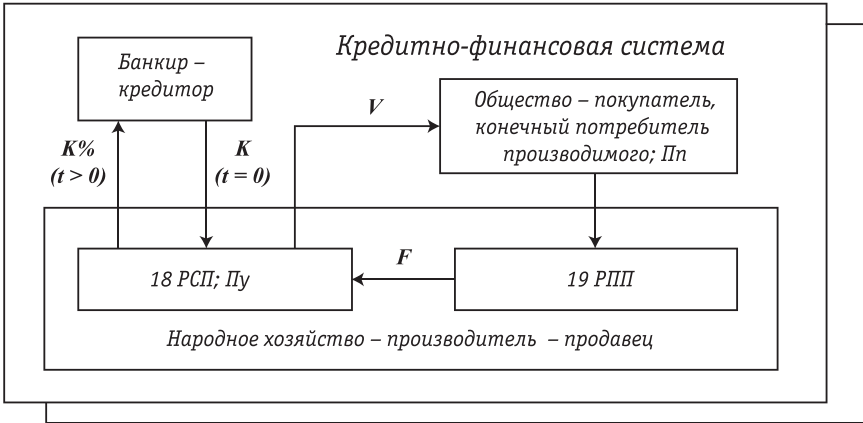 Кредитно-финансовая система
Банкир –
кредитор
Общество – покупатель,
конечный потребитель
производимого; Пп
V
K%
(t > 0)
K
(t = 0)
18 РСП; Пу
F
19 РПП
Народное хозяйство – производитель – продавец